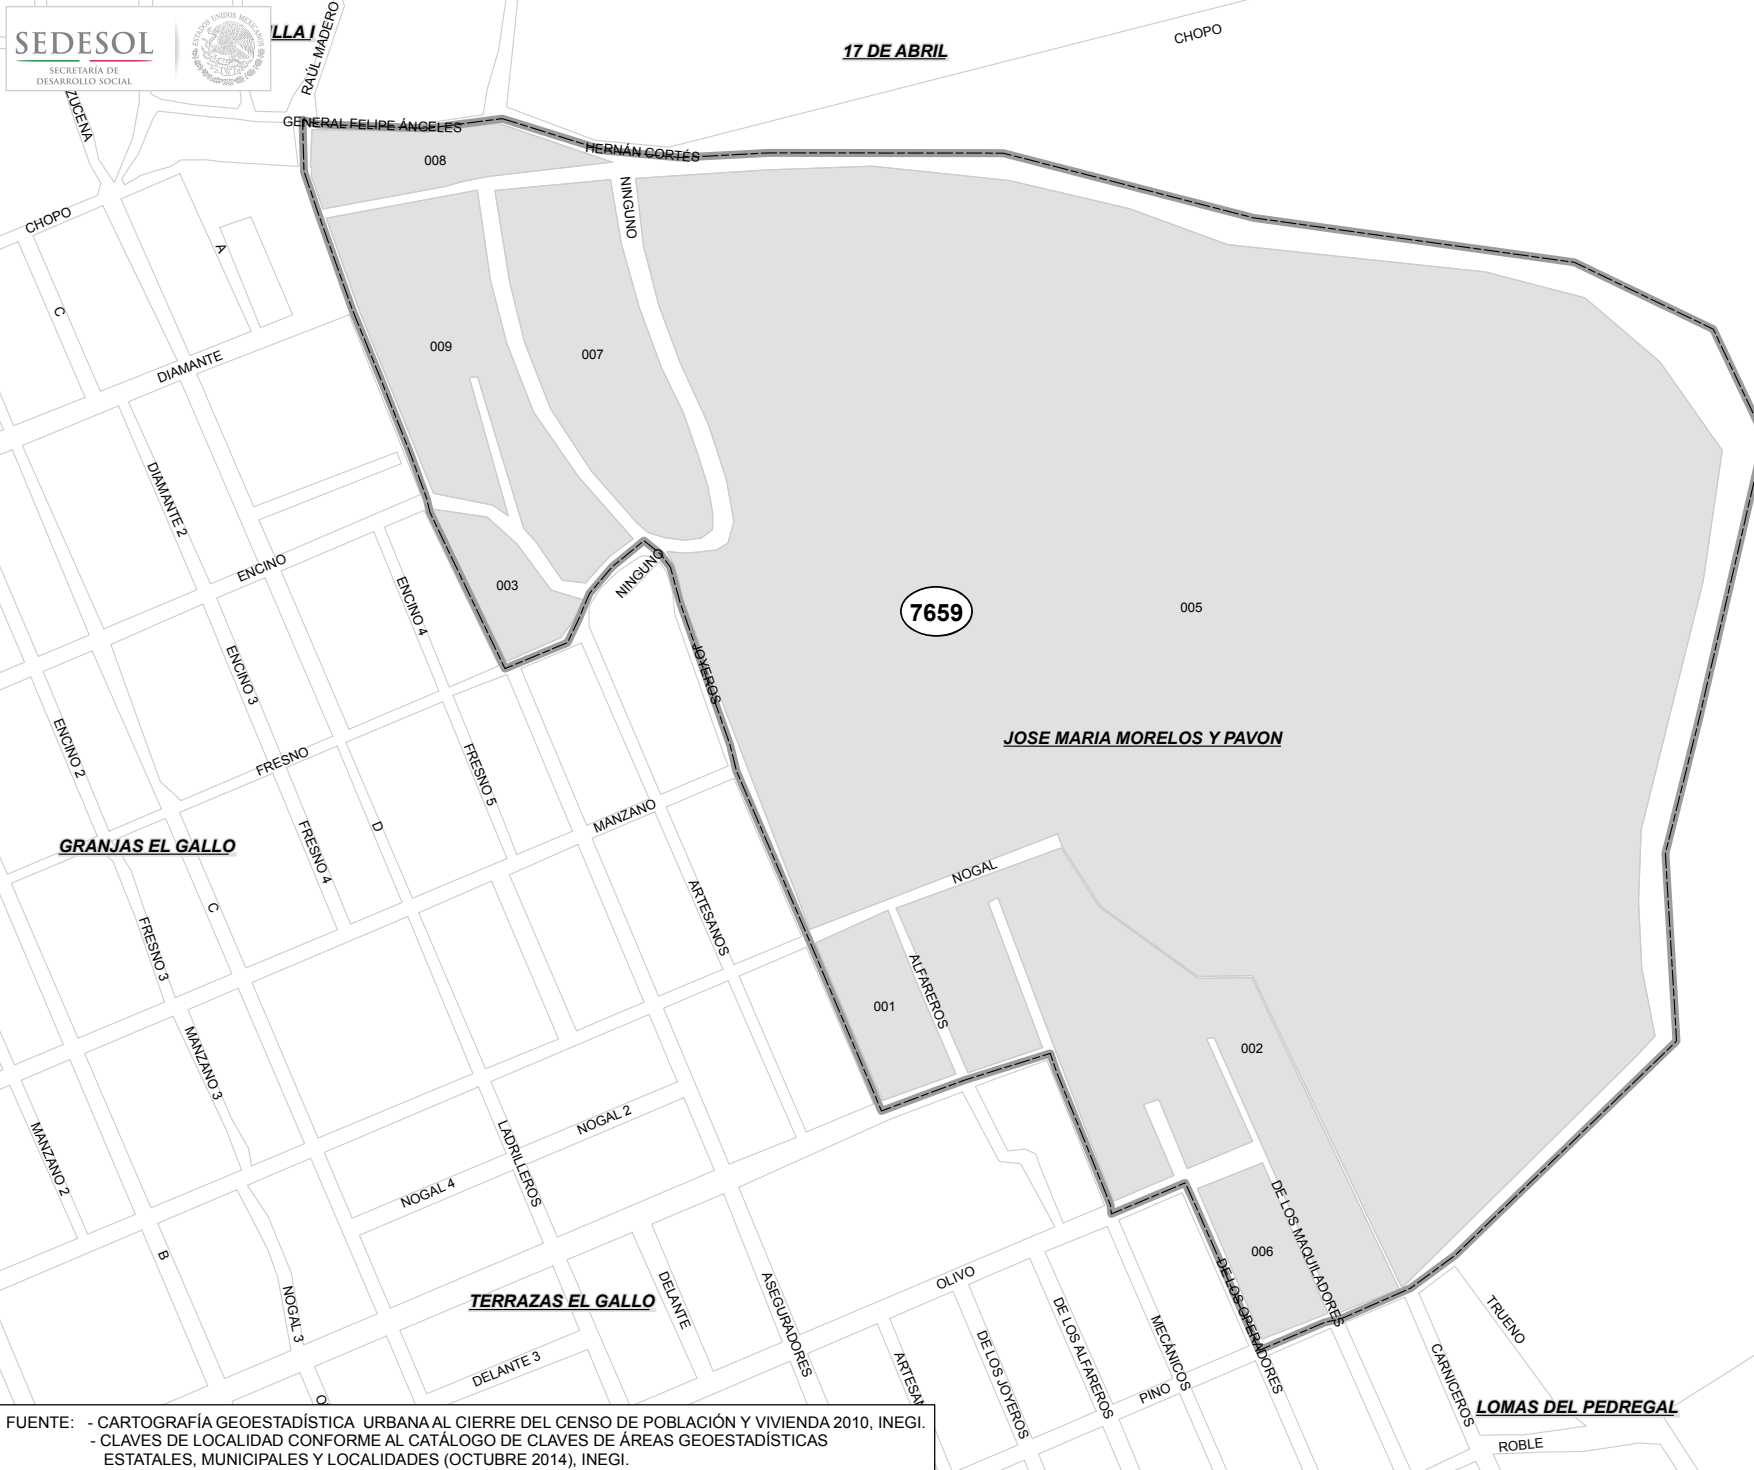 SEDESOL
SECRETARÍA DE
DESARROLLO SOCIAL
ESTADOS UNIDOS MEXICANOS
LLA I
RAÚL MADERO
17 DE ABRIL
CHOPO
ZUCENA
GENERAL FELIPE ÁNGELES
HERNÁN CORTÉS
008
NINGUNO
CHOPO
A
C
DIAMANTE
009
007
DIAMANTE 2
ENCINO
ENCINO 4
003
NINGUNO
7659
005
ENCINO 3
JOYEROS
ENCINO 2
FRESNO
FRESNO 5
JOSE MARIA MORELOS Y PAVON
MANZANO
D
GRANJAS EL GALLO
FRESNO 4
NOGAL
C
ARTESANOS
FRESNO 3
ALFAREROS
001
002
MANZANO 3
NOGAL 2
MANZANO 2
LADRILLEROS
NOGAL 4
DE LOS MAQUILADORES
B
006
OLIVO
NOGAL 3
TERRAZAS EL GALLO
DELANTE
ASEGURADORES
DE LOS OPERADORES
DE LOS ALFAREROS
MECÁNICOS
TRUENO
DE LOS JOYEROS
DELANTE 3
ARTESAN
PINO
CARNICEROS
LOMAS DEL PEDREGAL
ROBLE
FUENTE: - CARTOGRAFÍA GEOESTADÍSTICA URBANA AL CIERRE DEL CENSO DE POBLACIÓN Y VIVIENDA 2010, INEGI.
- CLAVES DE LOCALIDAD CONFORME AL CATÁLOGO DE CLAVES DE ÁREAS GEOESTADÍSTICAS
ESTATALES, MUNICIPALES Y LOCALIDADES (OCTUBRE 2014), INEGI.